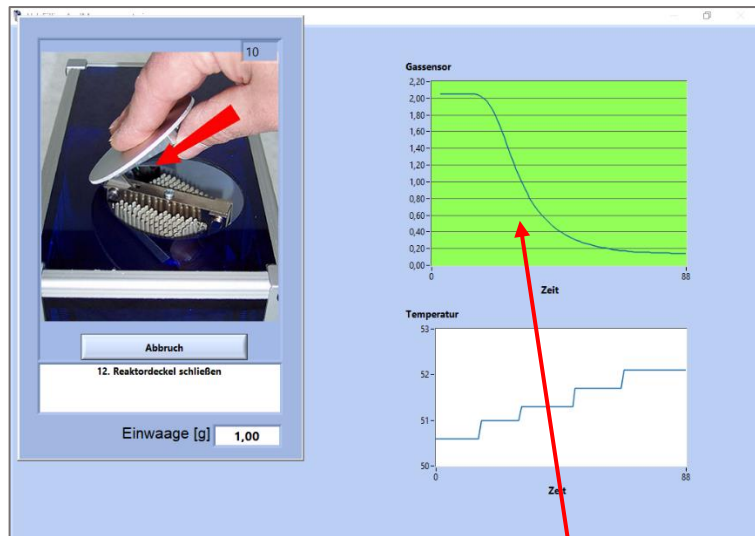 10
Abbruch
12. Reaktordeckel schließen
Einwaage [g] 1,00
Gassensor
2,20
2,00
1,80
1,60
1,40
1,20
1,00
0,80
0,60
0,40
0,20
0,00
0 88
Zeit
Temperatur
53
52
51
50
0 88
Zeit